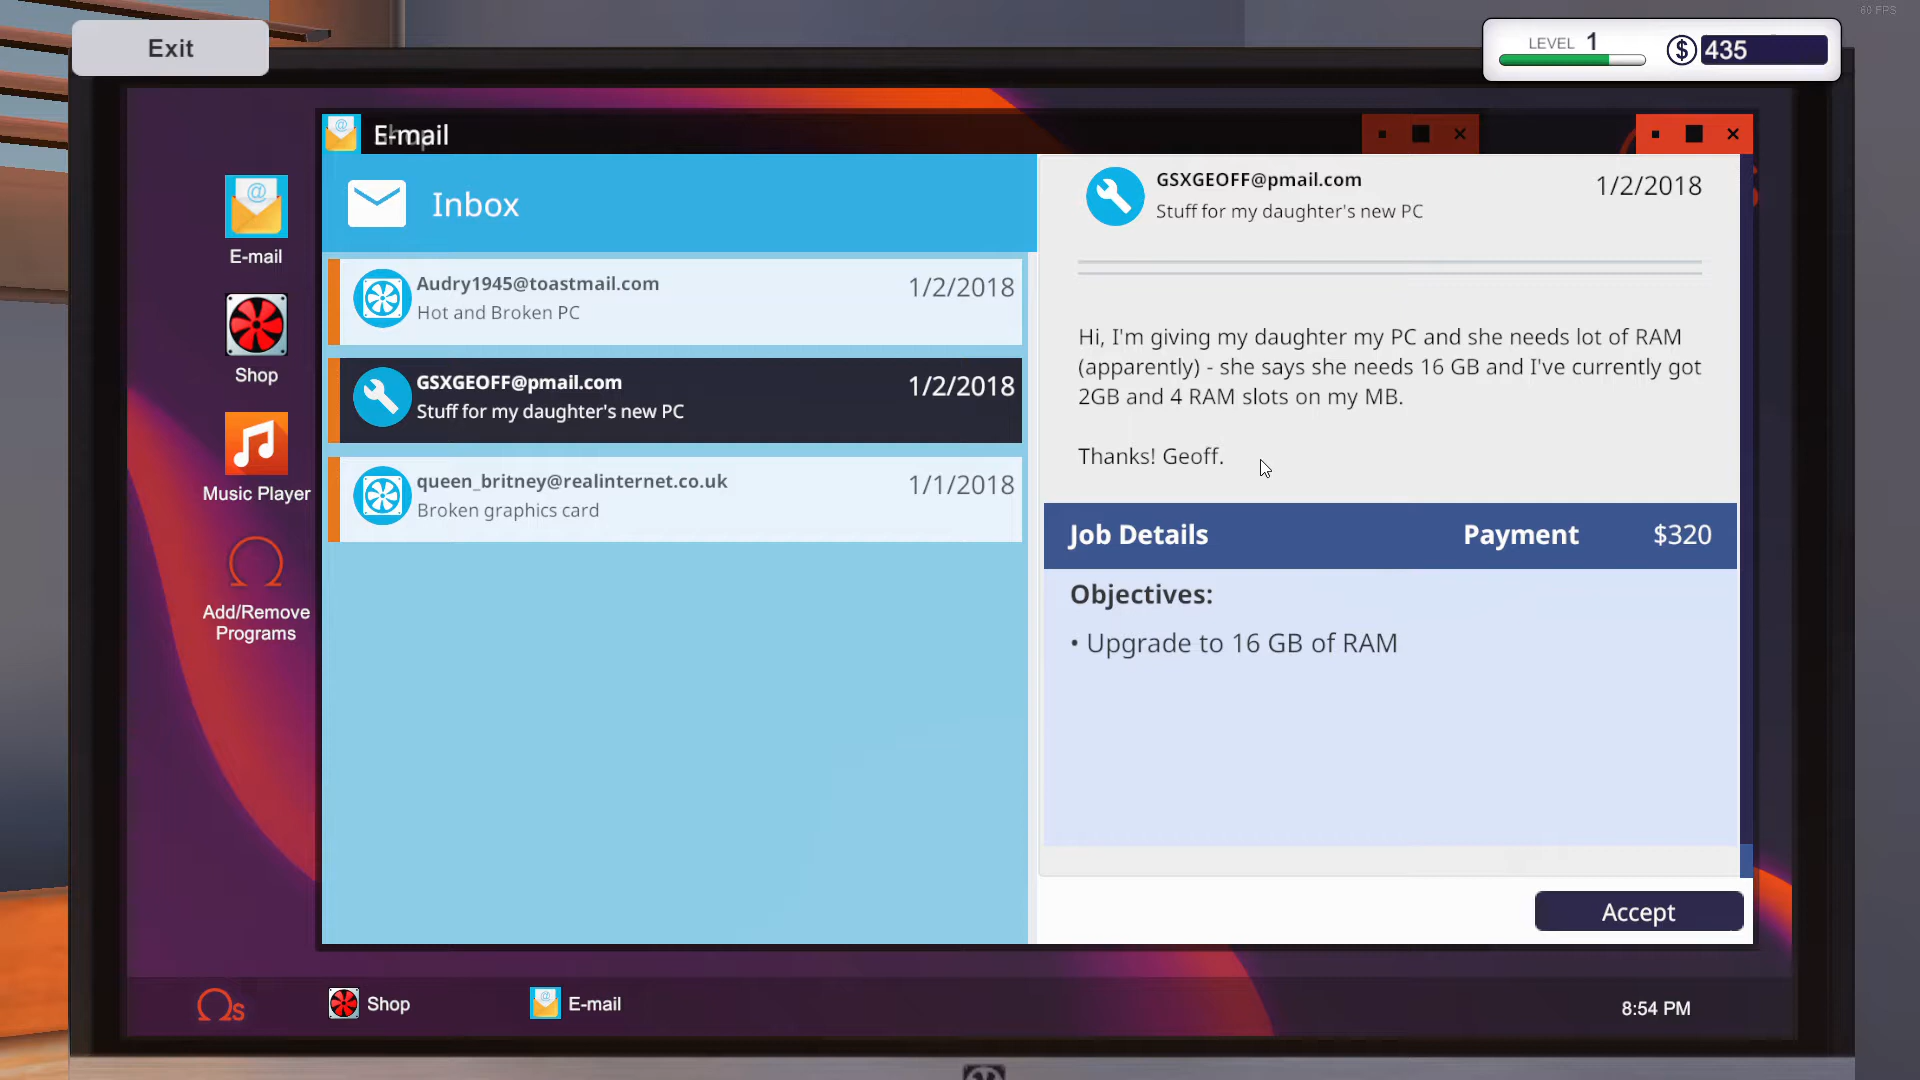 60 FPS
Exit
LEVEL 1
$ 435
E-mail
Inbox
Audry1945@toastmail.com
1/2/2018
Hot and Broken PC
GSXGEOFF@pmail.com
1/2/2018
Stuff for my daughter's new PC
queen_britney@realinternet.co.uk
1/1/2018
Broken graphics card
GSXGEOFF@pmail.com
1/2/2018
Stuff for my daughter's new PC
Hi, I'm giving my daughter my PC and she needs lot of RAM
(apparently) - she says she needs 16 GB and I've currently got
2GB and 4 RAM slots on my MB.
Thanks! Geoff.
Job Details Payment $320
Objectives:
• Upgrade to 16 GB of RAM
Accept
E-mail
Shop
Music Player
Add/Remove
Programs
Ωs
Shop
E-mail
8:54 PM